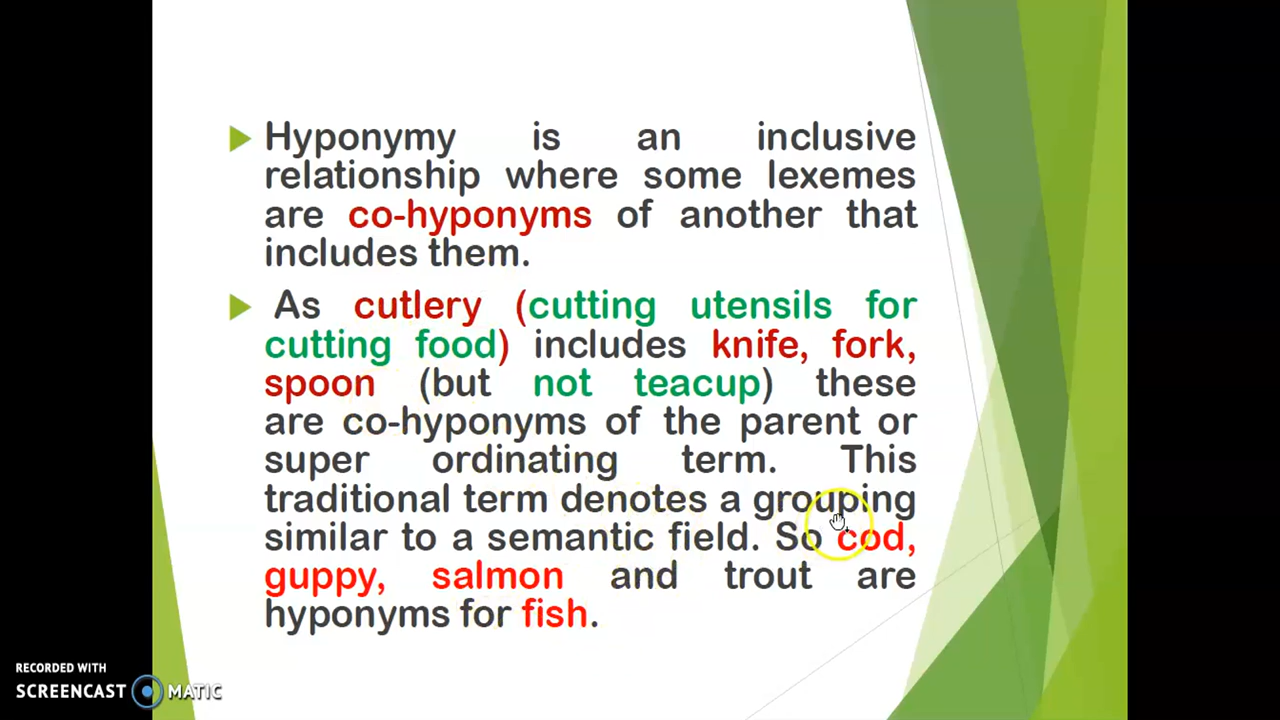 Hyponymy is an inclusive
relationship where some lexemes
are co-hyponyms of another that
includes them.
As cutlery (cutting utensils for
cutting food) includes knife, fork,
spoon (but not teacup) these
are co-hyponyms of the parent or
super ordinating term. This
traditional term denotes a grouping
similar to a semantic field. So cod,
guppy, salmon and trout are
hyponyms for fish.
RECORDED WITH
SCREENCAST MATIC